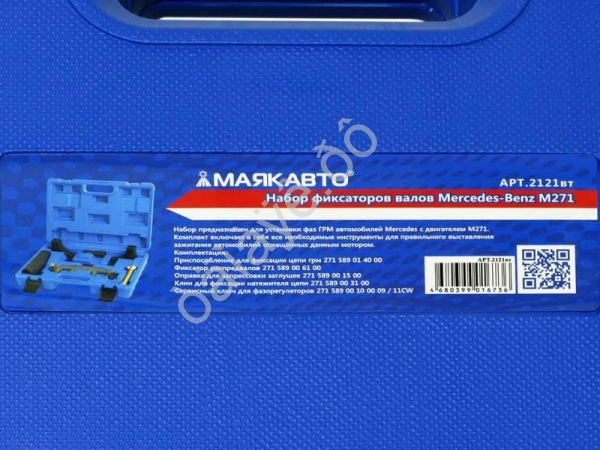 МАЯКАВТО
АРТ.2121вт
Набор фиксаторов валов Mercedes-Benz M271
Набор предназначен для установки фаз ГРМ автомобилей Mercedes с двигателем М271.
Комплект включает в себя все необходимые инструменты для правильного выставления
зажигания автомобилей оснащенных данным мотором.
Комплектация:
Приспособление для фиксации цепи грм 271 589 01 40 00
Фиксатор распредвалов 271 589 00 61 00
Оправка для запрессовки заглушек 271 589 00 15 00
Клин для фиксации натяжителя цепи 271 589 00 31 00
Сервисный ключ для фазорегуляторов 271 589 00 10 00 09 / 11CW
АРТ.2121вт
4 680399 016736